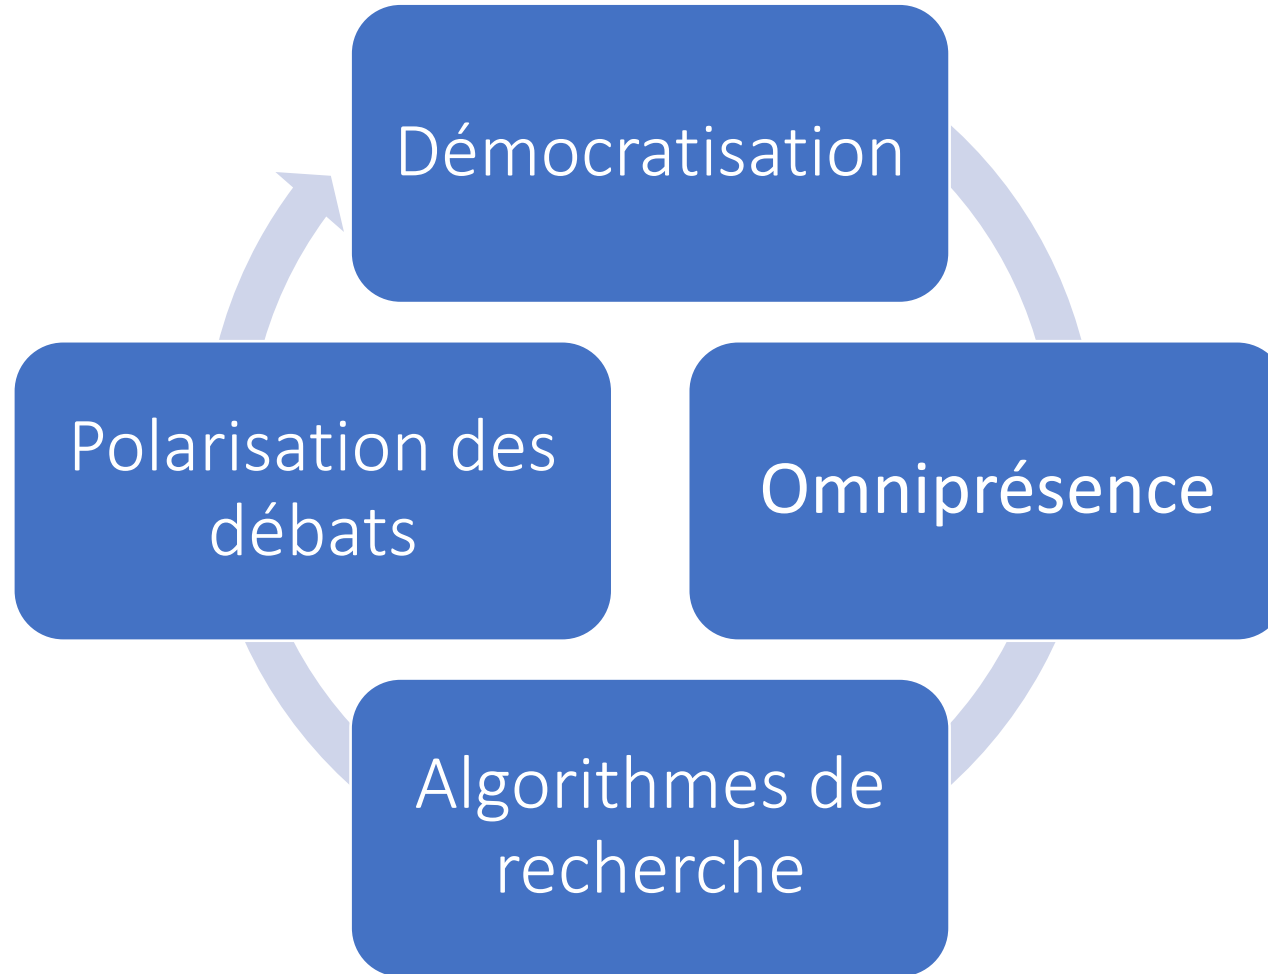 Démocratisation
Polarisation des
débats
Omniprésence
Algorithmes de
recherche